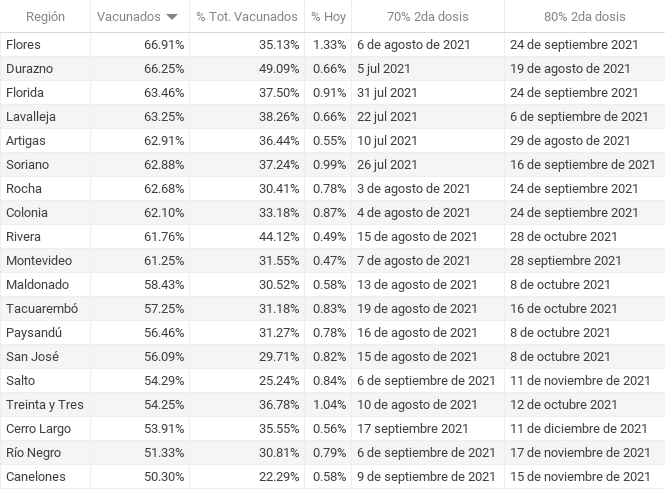 Región Vacunados % Tot. Vacunados % Hoy 70% 2da dosis 80% 2da dosis
Flores 66.91% 35.13% 1.33% 6 de agosto de 2021 24 de septiembre 2021
Durazno 66.25% 49.09% 0.66% 5 jul 2021 19 de agosto de 2021
Florida 63.46% 37.50% 0.91% 31 jul 2021 24 de septiembre 2021
Lavalleja 63.25% 38.26% 0.66% 22 jul 2021 6 de septiembre de 2021
Artigas 62.91% 36.44% 0.55% 10 jul 2021 29 de agosto de 2021
Soriano 62.88% 37.24% 0.99% 26 jul 2021 16 de septiembre de 2021
Rocha 62.68% 30.41% 0.78% 3 de agosto de 2021 24 de septiembre 2021
Colonia 62.10% 33.18% 0.87% 4 de agosto de 2021 24 de septiembre 2021
Rivera 61.76% 44.12% 0.49% 15 de agosto de 2021 28 de octubre 2021
Montevideo 61.25% 31.55% 0.47% 7 de agosto de 2021 28 septiembre 2021
Maldonado 58.43% 30.52% 0.58% 13 de agosto de 2021 8 de octubre 2021
Tacuarembó 57.25% 31.18% 0.83% 19 de agosto de 2021 16 de octubre 2021
Paysandú 56.46% 31.27% 0.78% 16 de agosto de 2021 8 de octubre 2021
San José 56.09% 29.71% 0.82% 15 de agosto de 2021 8 de octubre 2021
Salto 54.29% 25.24% 0.84% 6 de septiembre de 2021 11 de noviembre de 2021
Treinta y Tres 54.25% 36.78% 1.04% 10 de agosto de 2021 12 de octubre 2021
Cerro Largo 53.91% 35.55% 0.56% 17 septiembre 2021 11 de diciembre de 2021
Río Negro 51.33% 30.81% 0.79% 6 de septiembre de 2021 17 de noviembre de 2021
Canelones 50.30% 22.29% 0.58% 9 de septiembre de 2021 15 de noviembre de 2021